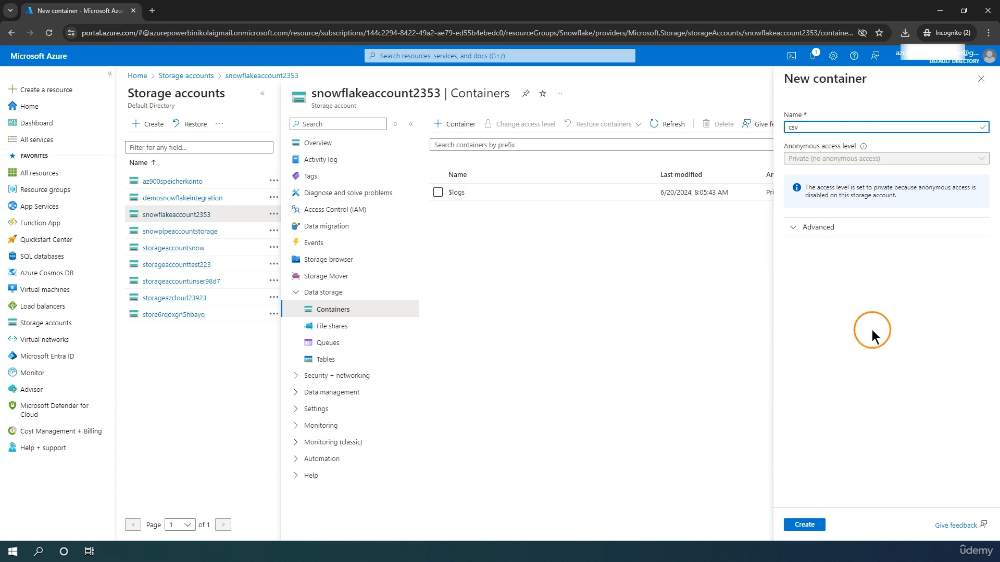 New container - Microsoft Azur
portal.azure.com/#@azurepowerbinikolaigmail.onmicrosoft.com/resource/subscriptions/144c2294-8422-49a2-ae79-ed55b4ebedc0/resourceGroups/Snowflake/providers/Microsoft.Storage/storageAccounts/snowflakeaccount2353/containe...
Incognito (2)
Microsoft Azure
Search resources, services, and docs (G+/)
1
@g...
DEFAULT DIRECTORY
Create a resource
Home
Dashboard
All services
FAVORITES
All resources
Resource groups
App Services
Function App
Quickstart Center
SQL databases
Azure Cosmos DB
Virtual machines
Load balancers
Storage accounts
Virtual networks
Microsoft Entra ID
Monitor
Advisor
Microsoft Defender for
Cloud
Cost Management + Billing
Help + support
Home > Storage accounts > snowflakeaccount2353
Storage accounts
Default Directory
Create
Restore
Filter for any field...
Name
az900speicherkonto
demosnowflakeintegration
snowflakeaccount2353
snowpipeaccountstorage
storageaccountsnow
storageaccounttest223
storageaccountunser98d7
storageazcloud23923
store6rqoxgn5hbayq
< Page 1 of 1 >
snowflakeaccount2353 | Containers
Storage account
Search
Overview
Activity log
Tags
Diagnose and solve problems
Access Control (IAM)
Data migration
Events
Storage browser
Storage Mover
Data storage
Containers
File shares
Queues
Tables
Security + networking
Data management
Settings
Monitoring
Monitoring (classic)
Automation
Help
Container
Change access level
Restore containers
Refresh
Delete
Give fe
Search containers by prefix
Name Last modified Ar
$logs 6/20/2024, 8:05:43 AM Pri
New container
Name *
csv
Anonymous access level
Private (no anonymous access)
The access level is set to private because anonymous access is
disabled on this storage account.
Advanced
Create
Give feedback
ûdemy